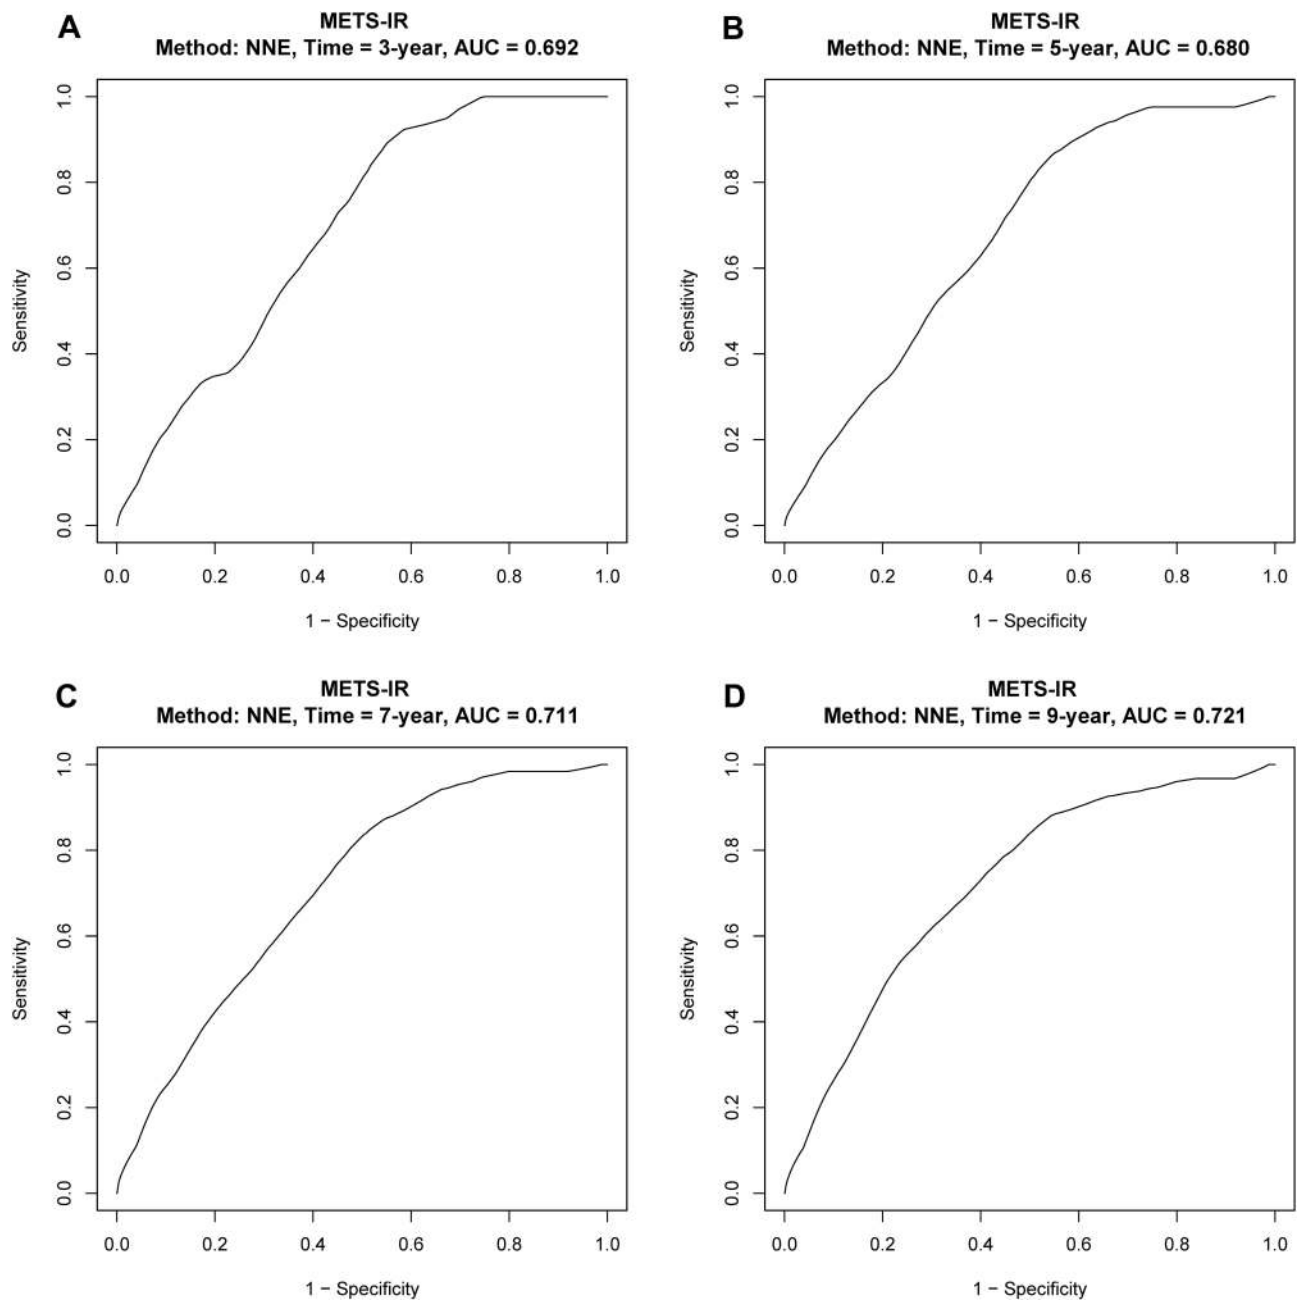 A
METS-IR
Method: NNE, Time = 3-year, AUC = 0.692
Sensitivity
1.0
0.8
0.6
0.4
0.2
0.0
0.0 0.2 0.4 0.6 0.8 1.0
1 − Specificity
B
METS-IR
Method: NNE, Time = 5-year, AUC = 0.680
Sensitivity
1.0
0.8
0.6
0.4
0.2
0.0
0.0 0.2 0.4 0.6 0.8 1.0
1 − Specificity
C
METS-IR
Method: NNE, Time = 7-year, AUC = 0.711
Sensitivity
1.0
0.8
0.6
0.4
0.2
0.0
0.0 0.2 0.4 0.6 0.8 1.0
1 − Specificity
D
METS-IR
Method: NNE, Time = 9-year, AUC = 0.721
Sensitivity
1.0
0.8
0.6
0.4
0.2
0.0
0.0 0.2 0.4 0.6 0.8 1.0
1 − Specificity